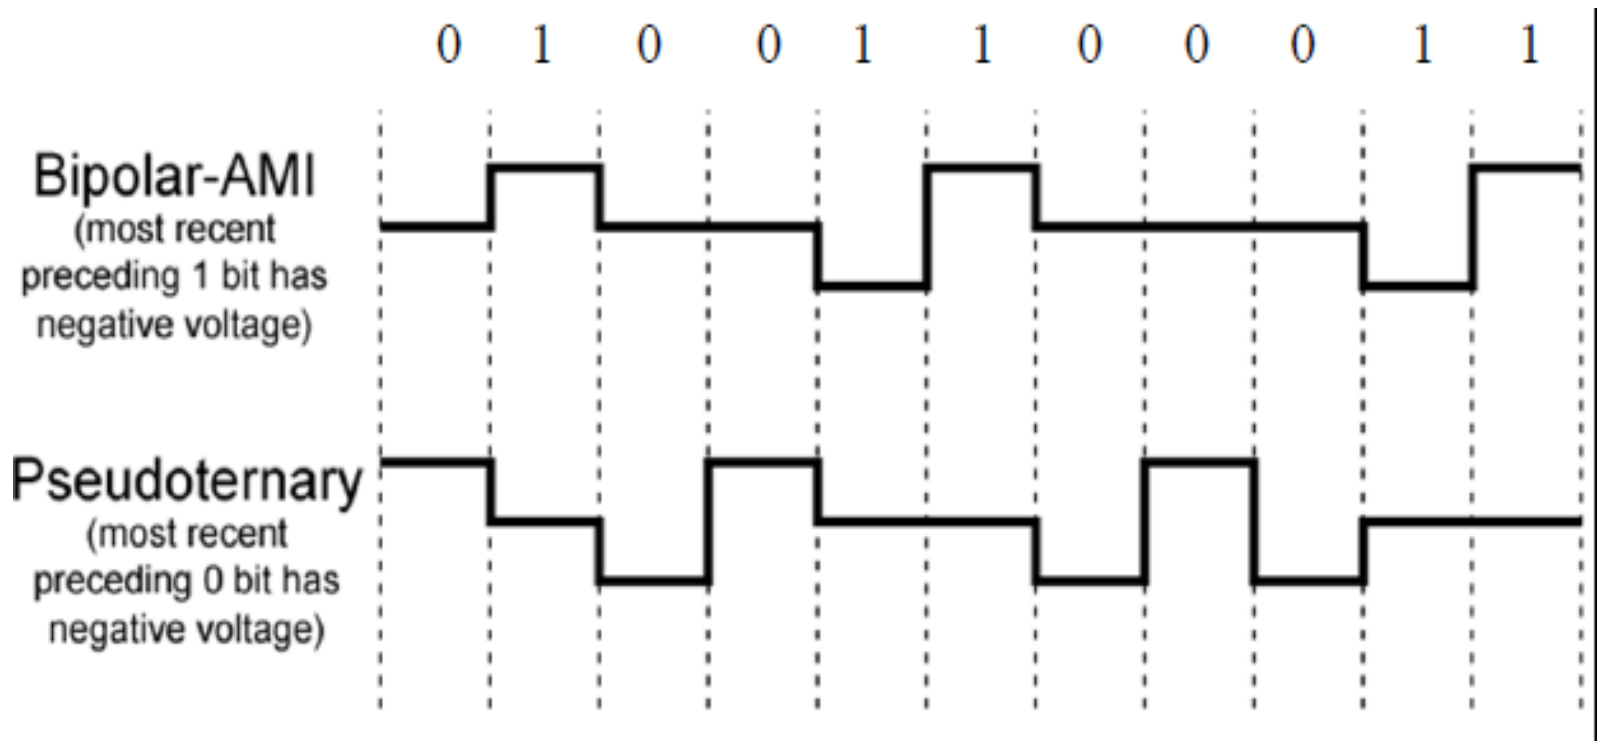 0 1 0 0 1 1 0 0 0 1 1
Bipolar-AMI
(most recent
preceding 1 bit has
negative voltage)
Pseudoternary
(most recent
preceding 0 bit has
negative voltage)